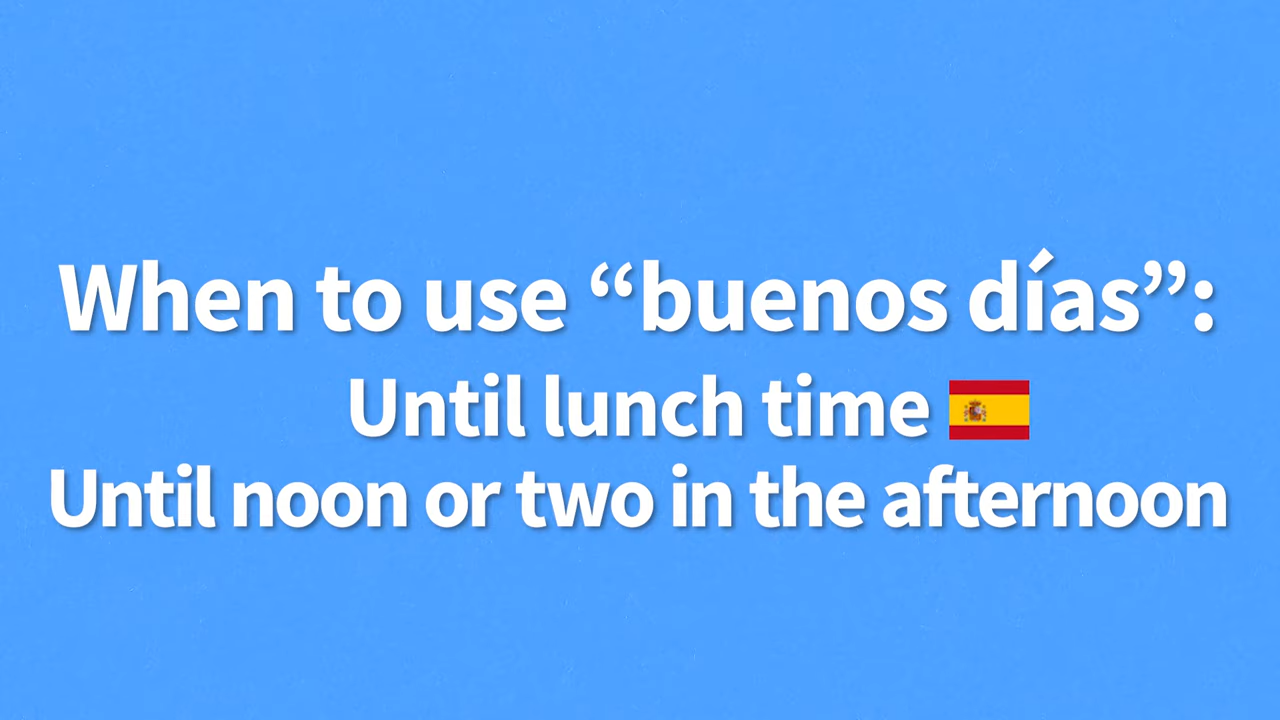 When to use “buenos días”:
Until lunch time
Until noon or two in the afternoon